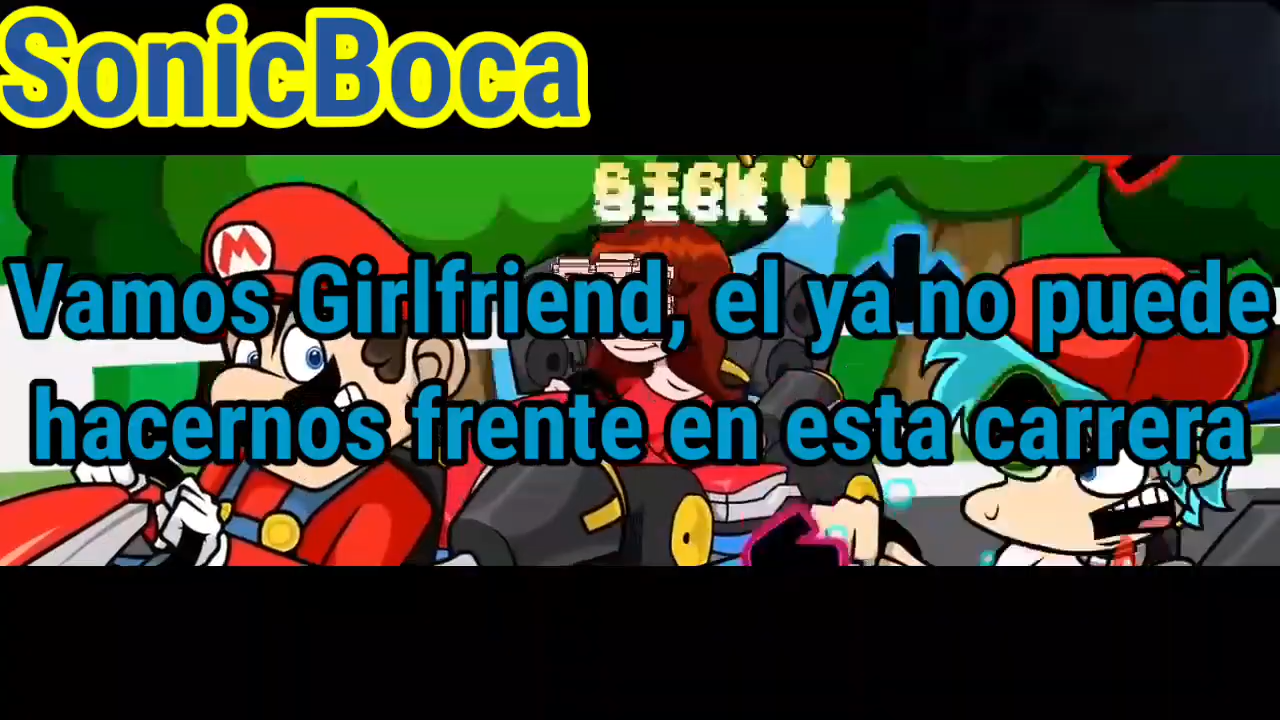 SonicBoca
SICK!!
M
Vamos Girlfriend, el ya no puede
hacernos frente en esta carrera